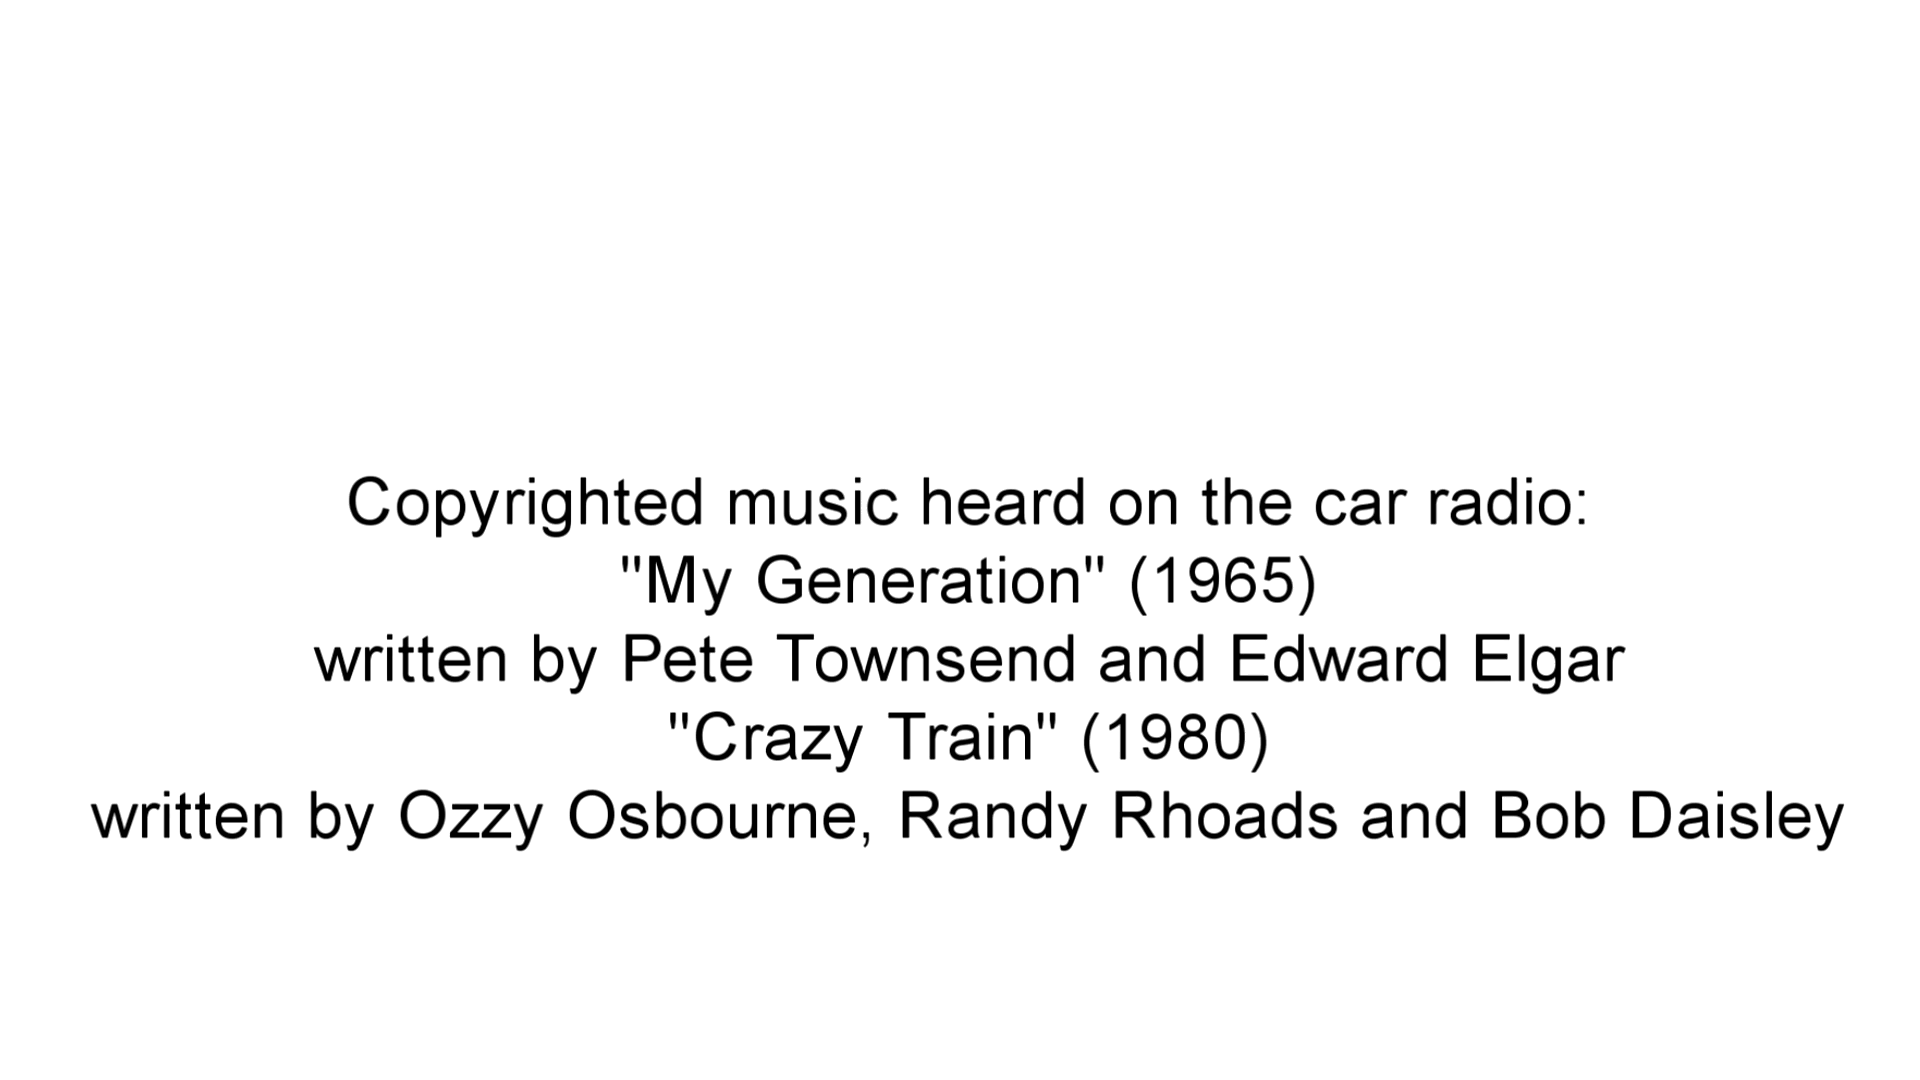 Copyrighted music heard on the car radio:
"My Generation" (1965)
written by Pete Townsend and Edward Elgar
"Crazy Train" (1980)
written by Ozzy Osbourne, Randy Rhoads and Bob Daisley